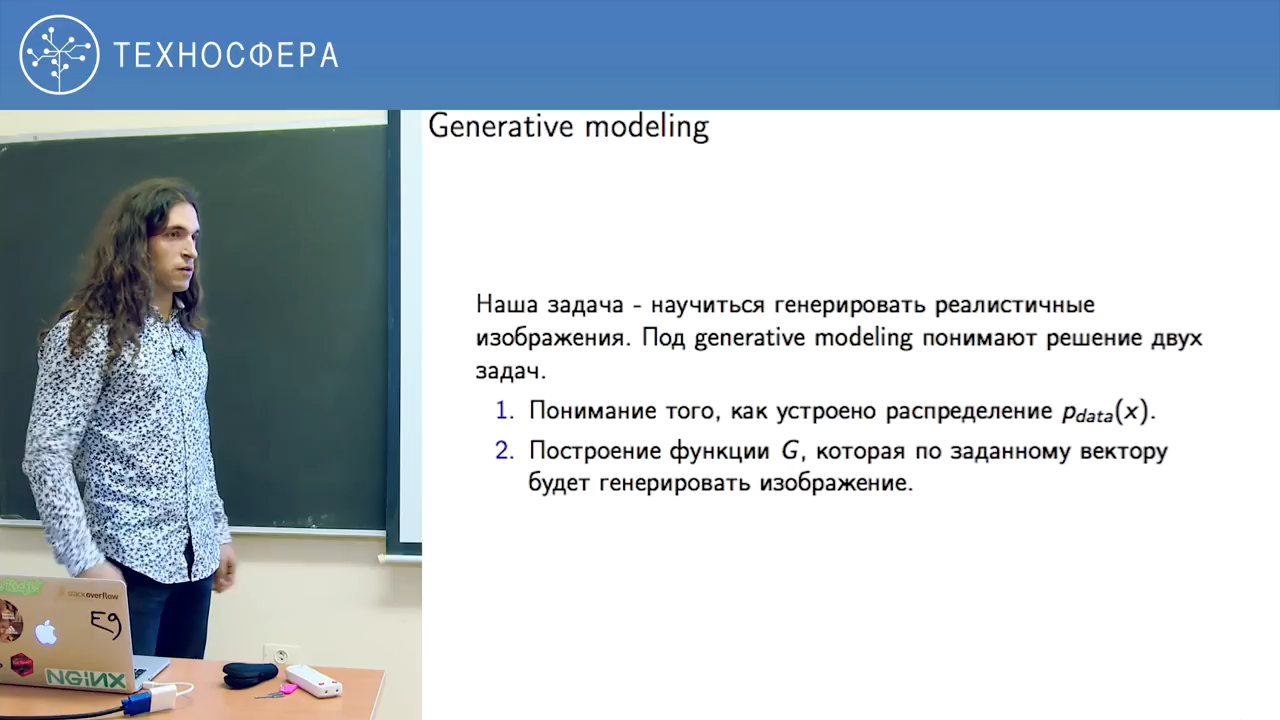 ТЕХНОСФЕРА
Generative modeling
Наша задача - научиться генерировать реалистичные
изображения. Под generative modeling понимают решение двух
задач.
1. Понимание того, как устроено распределение p_data(x).
2. Построение функции G, которая по заданному вектору
будет генерировать изображение.
stackoverflow
E9
NGINX